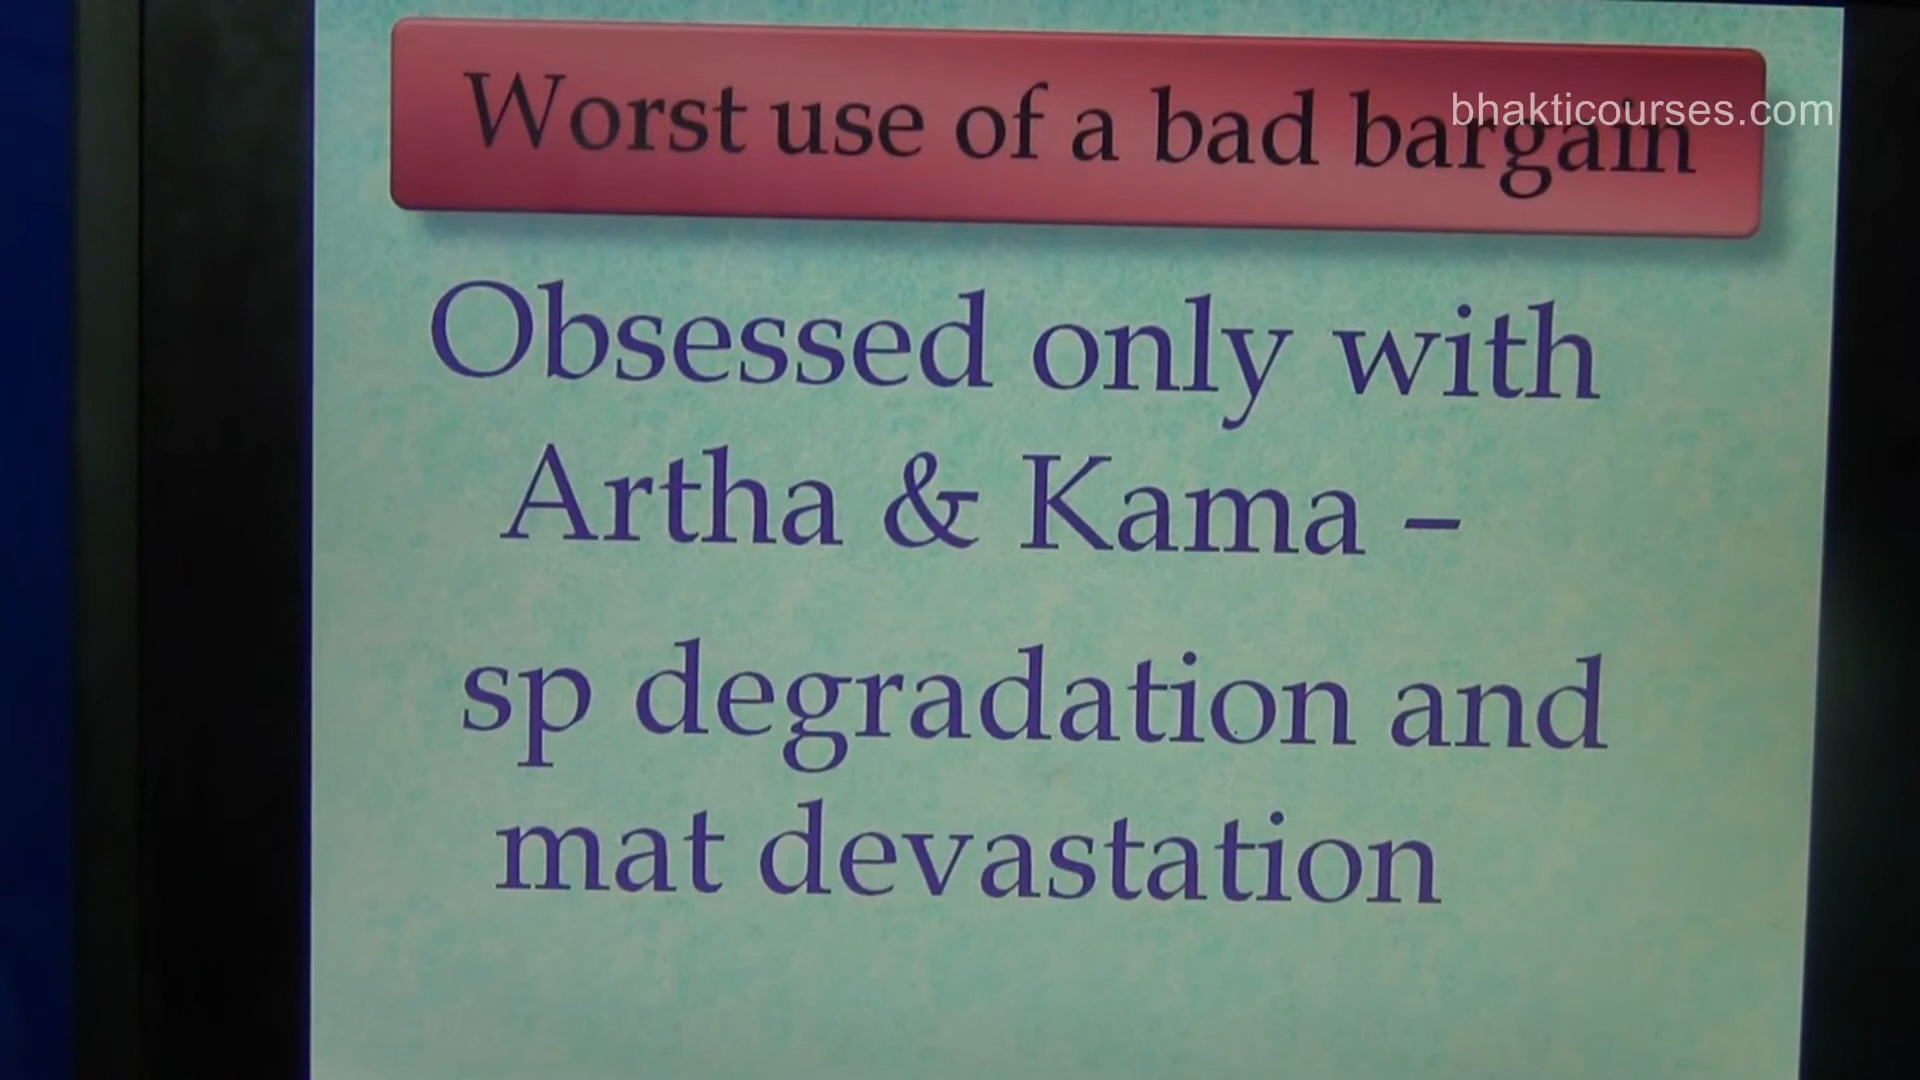 Worst use of a bad bargain
bhakticourses.com
Obsessed only with
Artha & Kama –
sp degradation and
mat devastation